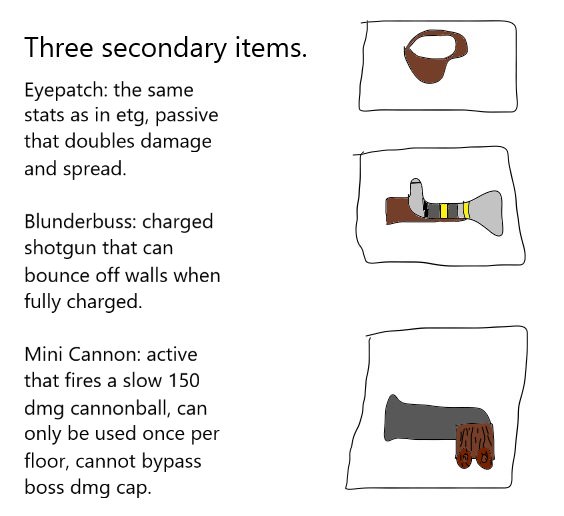 Three secondary items.
Eyepatch: the same
stats as in etg, passive
that doubles damage
and spread.
Blunderbuss: charged
shotgun that can
bounce off walls when
fully charged.
Mini Cannon: active
that fires a slow 150
dmg cannonball, can
only be used once per
floor, cannot bypass
boss dmg cap.